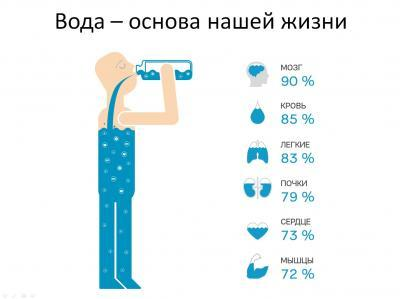 Вода – основа нашей жизни
МОЗГ
90 %
КРОВЬ
85 %
ЛЕГКИЕ
83 %
ПОЧКИ
79 %
СЕРДЦЕ
73 %
МЫШЦЫ
72 %